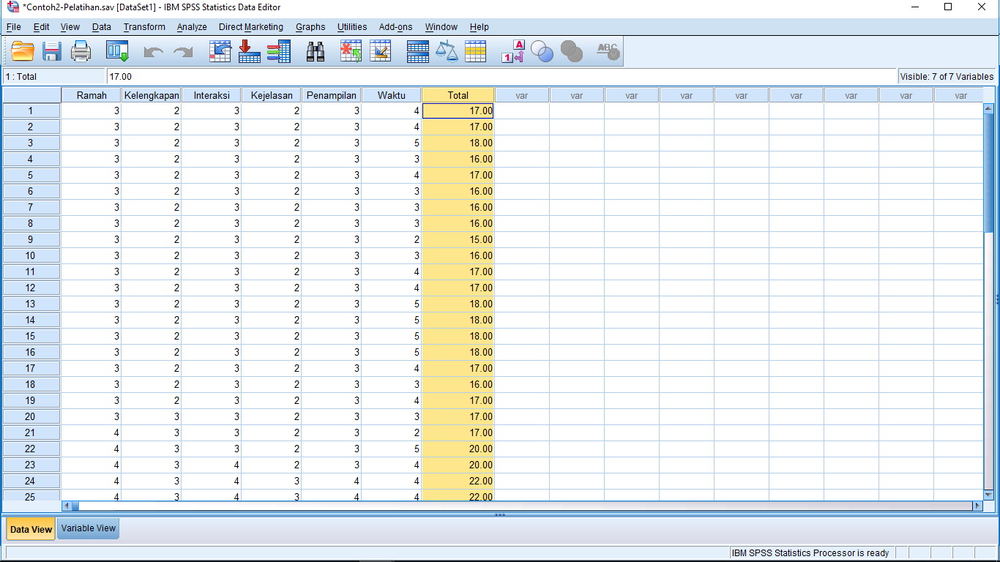 *Contoh2-Pelatihan.sav [DataSet1] - IBM SPSS Statistics Data Editor
File Edit View Data Transform Analyze Direct Marketing Graphs Utilities Add-ons Window Help
A
1
ABC
1 : Total 17.00 Visible: 7 of 7 Variables
Ramah Kelengkapan Interaksi Kejelasan Penampilan Waktu Total var var var var var var var var var
1 3 2 3 2 3 4 17.00
2 3 2 3 2 3 4 17.00
3 3 2 3 2 3 5 18.00
4 3 2 3 2 3 3 16.00
5 3 2 3 2 3 4 17.00
6 3 2 3 2 3 3 16.00
7 3 2 3 2 3 3 16.00
8 3 2 3 2 3 3 16.00
9 3 2 3 2 3 2 15.00
10 3 2 3 2 3 3 16.00
11 3 2 3 2 3 4 17.00
12 3 2 3 2 3 4 17.00
13 3 2 3 2 3 5 18.00
14 3 2 3 2 3 5 18.00
15 3 2 3 2 3 5 18.00
16 3 2 3 2 3 5 18.00
17 3 2 3 2 3 4 17.00
18 3 2 3 2 3 3 16.00
19 3 2 3 2 3 4 17.00
20 3 3 3 2 3 3 17.00
21 4 3 3 2 3 2 17.00
22 4 3 3 2 3 5 20.00
23 4 3 4 2 3 4 20.00
24 4 3 4 3 4 4 22.00
25 4 3 4 3 4 4 22.00
Data View Variable View
IBM SPSS Statistics Processor is ready